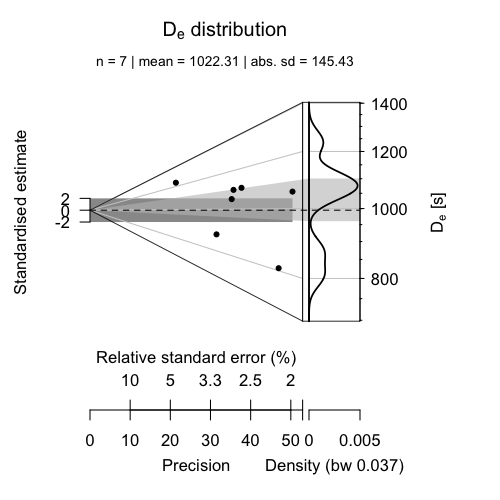 De distribution
n = 7 | mean = 1022.31 | abs. sd = 145.43
Standardised estimate
2
0
-2
1400
1200
1000
800
De [s]
Relative standard error (%)
10 5 3.3 2.5 2
0 10 20 30 40 50 0 0.005
Precision Density (bw 0.037)